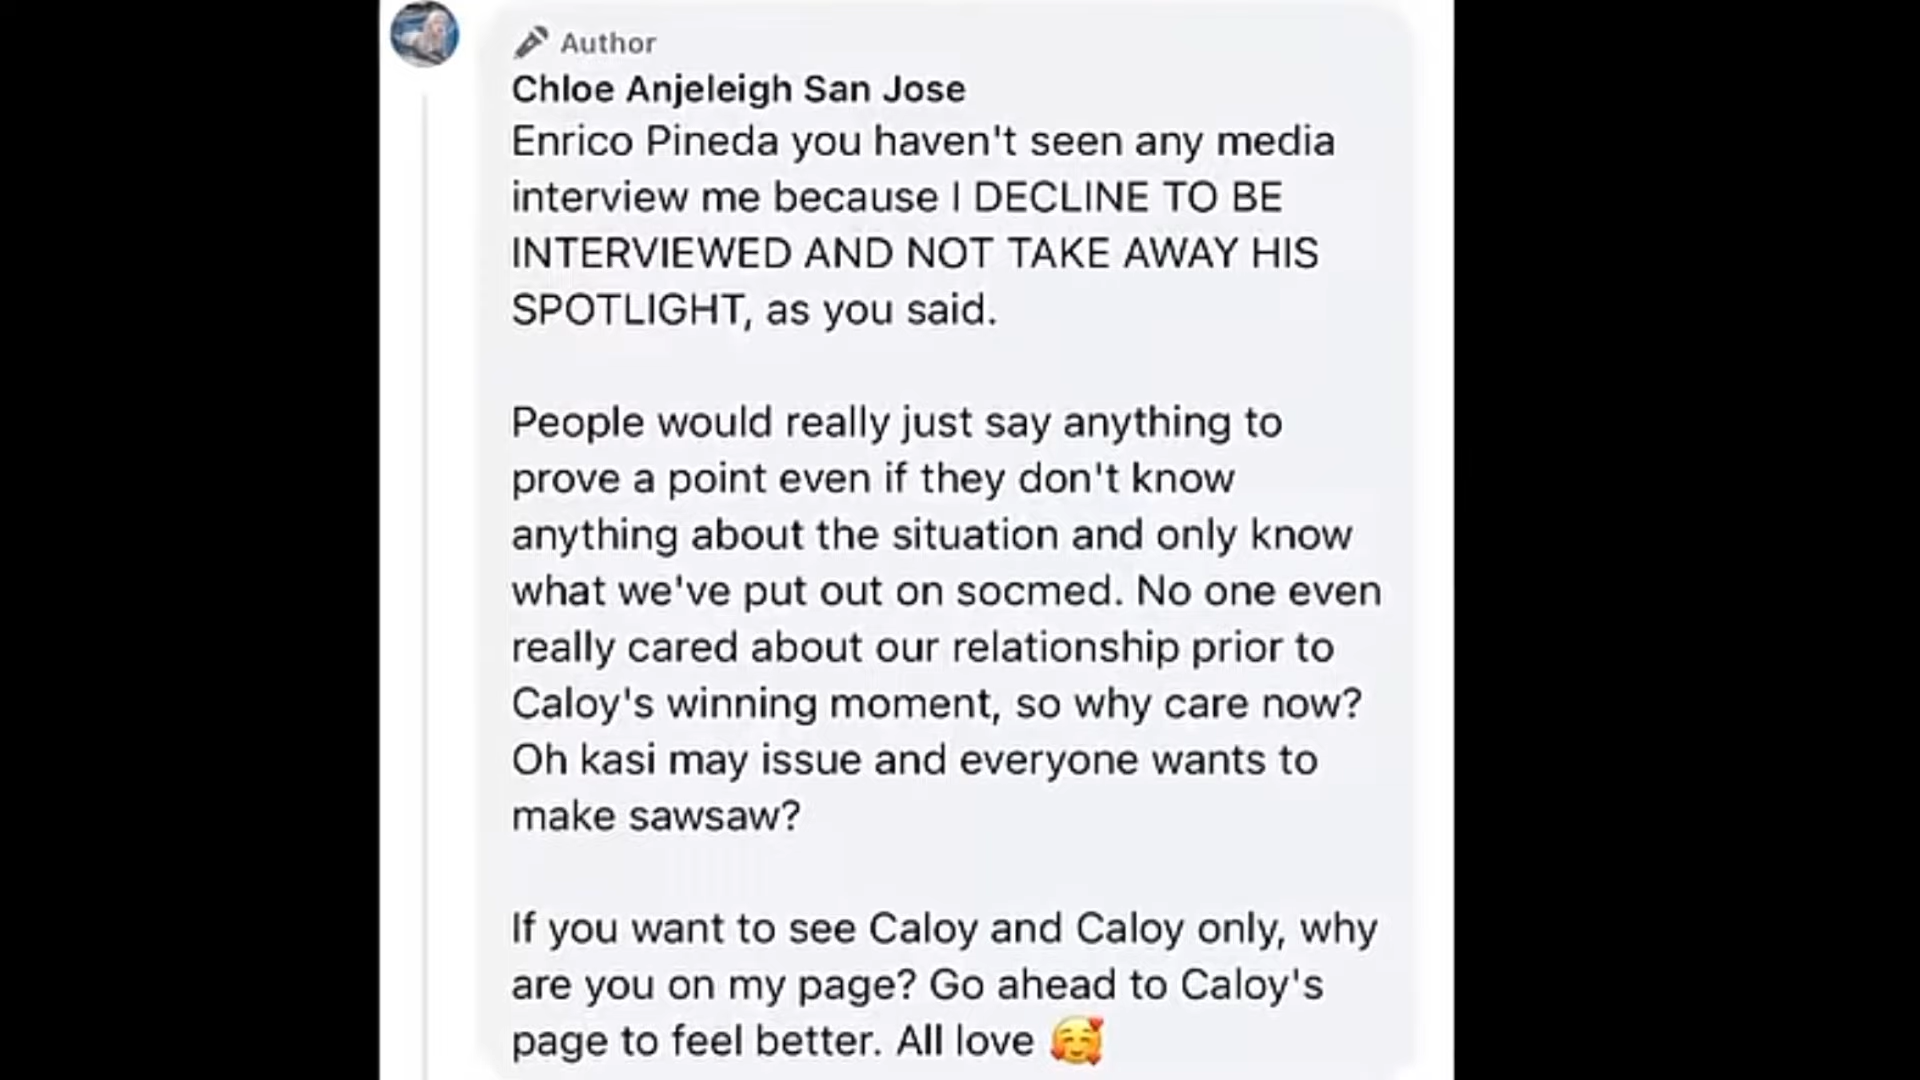 Author
Chloe Anjeleigh San Jose
Enrico Pineda you haven't seen any media
interview me because I DECLINE TO BE
INTERVIEWED AND NOT TAKE AWAY HIS
SPOTLIGHT, as you said.
People would really just say anything to
prove a point even if they don't know
anything about the situation and only know
what we've put out on socmed. No one even
really cared about our relationship prior to
Caloy's winning moment, so why care now?
Oh kasi may issue and everyone wants to
make sawsaw?
If you want to see Caloy and Caloy only, why
are you on my page? Go ahead to Caloy's
page to feel better. All love 🥰